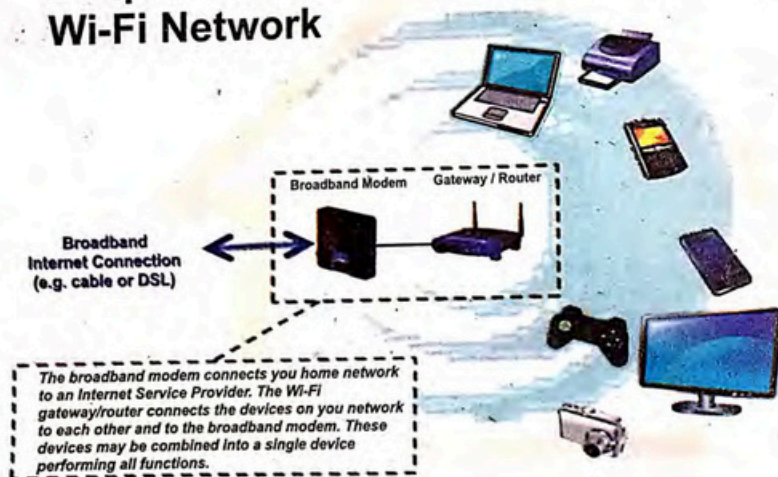 Wi-Fi Network
Broadband Modem
Gateway / Router
Broadband
Internet Connection
(e.g. cable or DSL)
The broadband modem connects you home network
to an Internet Service Provider. The Wi-Fi
gateway/router connects the devices on you network
to each other and to the broadband modem. These
devices may be combined into a single device
performing all functions.